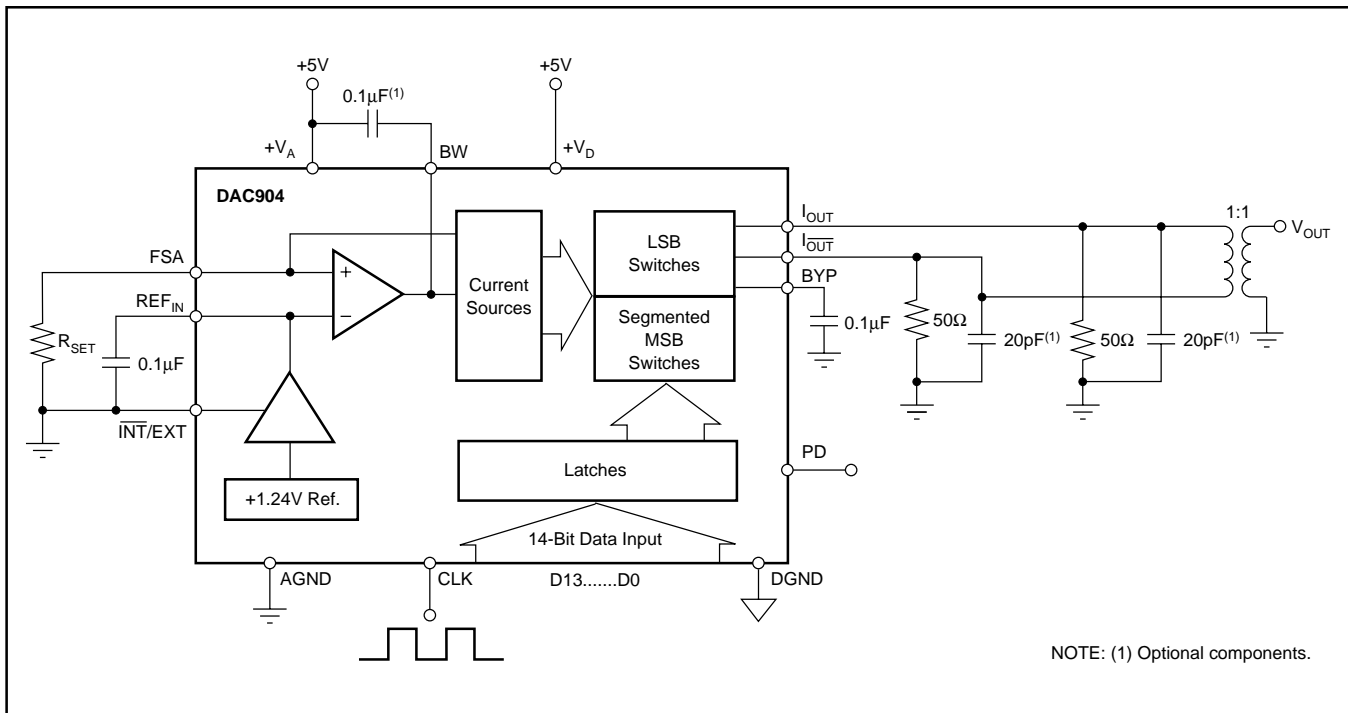 +5V
+5V
0.1µF(1)
+VA
BW
+VD
DAC904
IOUT
1:1
VOUT
LSB
Switches
I̅O̅U̅T̅
FSA
+
BYP
Current
Sources
REFIN
–
Segmented
MSB
Switches
0.1µF
50Ω
20pF(1)
50Ω
20pF(1)
RSET
0.1µF
I̅N̅T̅/EXT
PD
Latches
+1.24V Ref.
14-Bit Data Input
AGND
CLK
D13.......D0
DGND
NOTE: (1) Optional components.